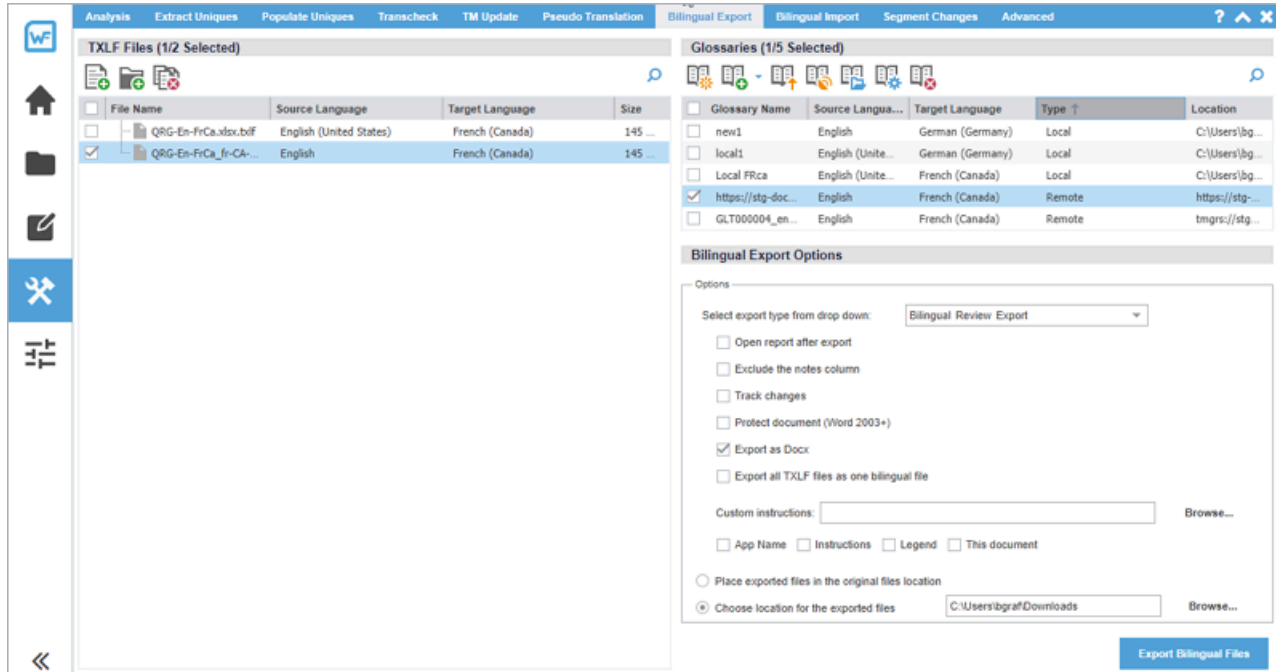 WF
Analysis Extract Uniques Populate Uniques Transcheck TM Update Pseudo Translation Bilingual Export Bilingual Import Segment Changes Advanced ?
TXLF Files (1/2 Selected)
File Name Source Language Target Language Size
QRG-En-FrCa.xlsx.txlf English (United States) French (Canada) 145 ...
QRG-En-FrCa_fr-CA-... English French (Canada) 145 ...
Glossaries (1/5 Selected)
Glossary Name Source Langua... Target Language Type ↑ Location
new1 English German (Germany) Local C:\Users\bg...
local1 English (Unite... German (Germany) Local C:\Users\bg...
Local FRca English (Unite... French (Canada) Local C:\Users\bg...
https://stg-doc... English French (Canada) Remote https://stg-...
GLT000004_en... English French (Canada) Remote tmgrs://stg...
Bilingual Export Options
Options
Select export type from drop down: Bilingual Review Export
Open report after export
Exclude the notes column
Track changes
Protect document (Word 2003+)
Export as Docx
Export all TXLF files as one bilingual file
Custom instructions: Browse...
App Name Instructions Legend This document
Place exported files in the original files location
Choose location for the exported files C:\Users\bgraf\Downloads Browse...
Export Bilingual Files